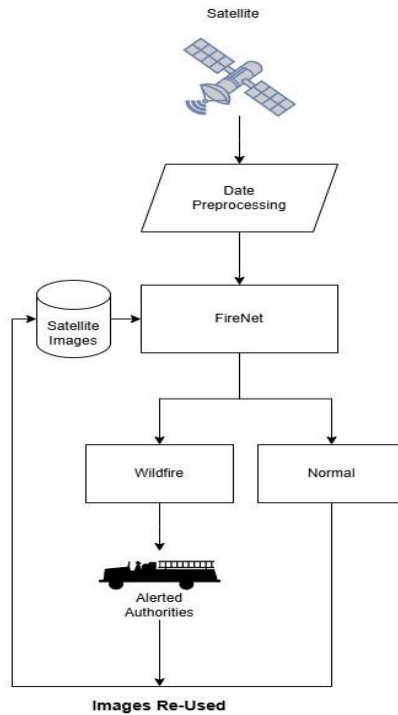 Satellite
Date
Preprocessing
FireNet
Satellite
Images
Wildfire
Normal
Alerted
Authorities
Images Re-Used